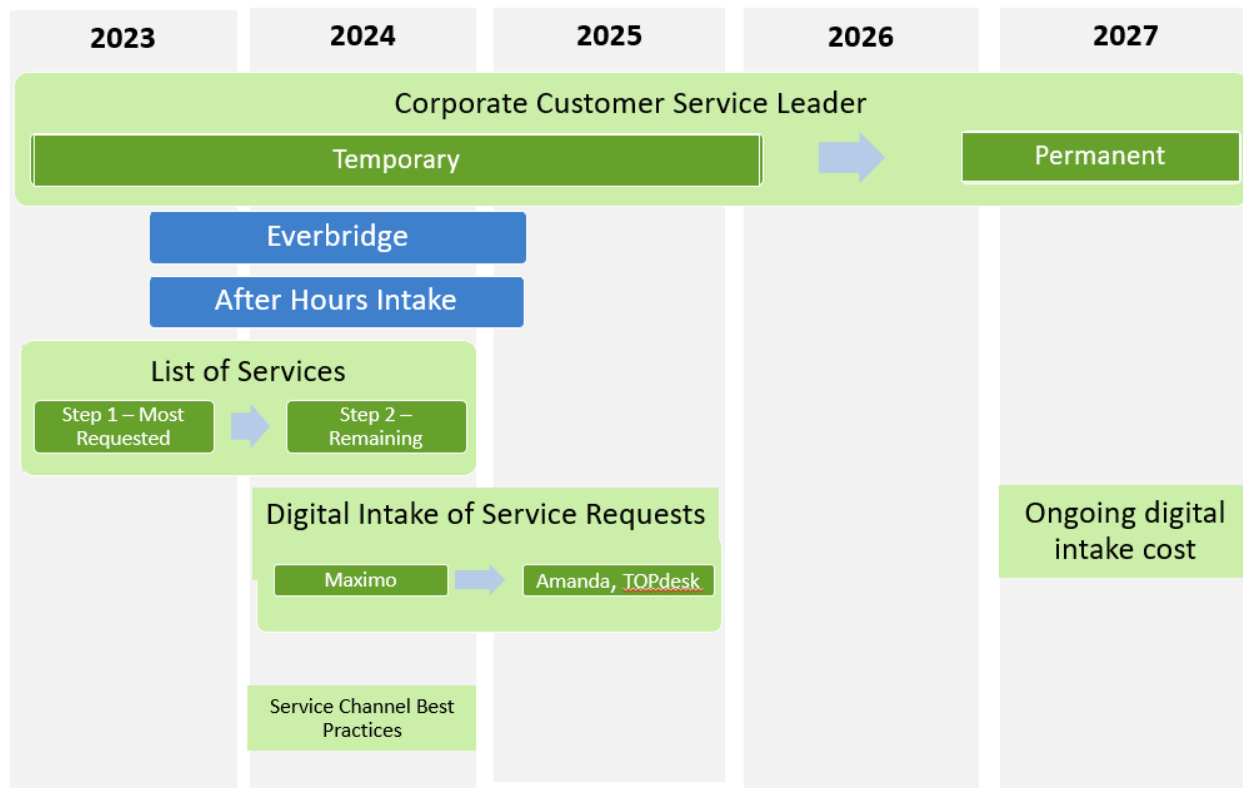 2023 2024 2025 2026 2027
Corporate Customer Service Leader
Temporary
Permanent
Everbridge
After Hours Intake
List of Services
Step 1 – Most
Requested
Step 2 –
Remaining
Digital Intake of Service Requests
Maximo
Amanda, TOPdesk
Ongoing digital
intake cost
Service Channel Best
Practices